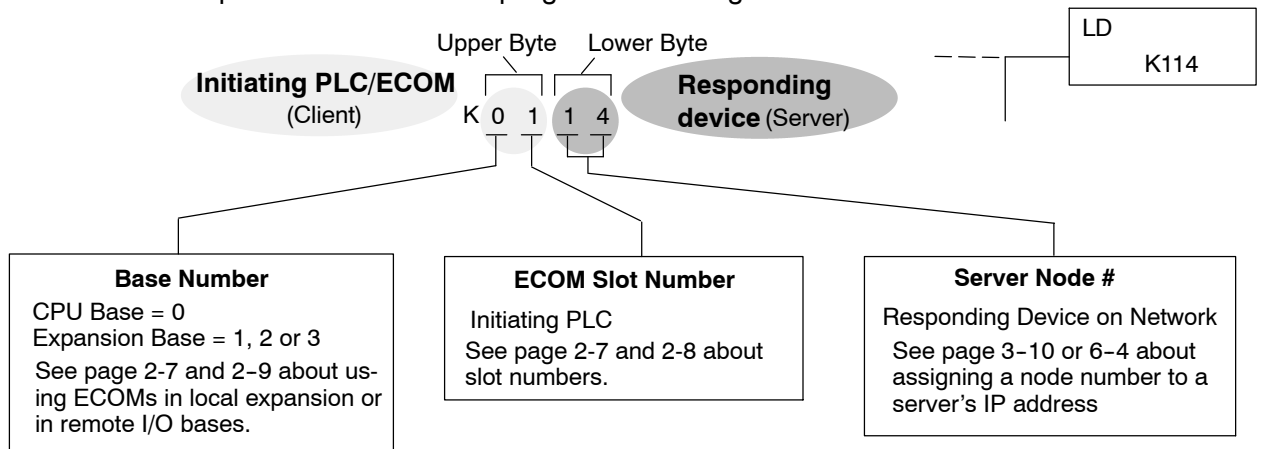 Upper Byte Lower Byte
Initiating PLC/ECOM
(Client)
K 0 1 1 4
Responding
device (Server)
LD
K114
Base Number
CPU Base = 0
Expansion Base = 1, 2 or 3
See page 2-7 and 2-9 about us-
ing ECOMs in local expansion or
in remote I/O bases.
ECOM Slot Number
Initiating PLC
See page 2-7 and 2-8 about
slot numbers.
Server Node #
Responding Device on Network
See page 3-10 or 6-4 about
assigning a node number to a
server's IP address